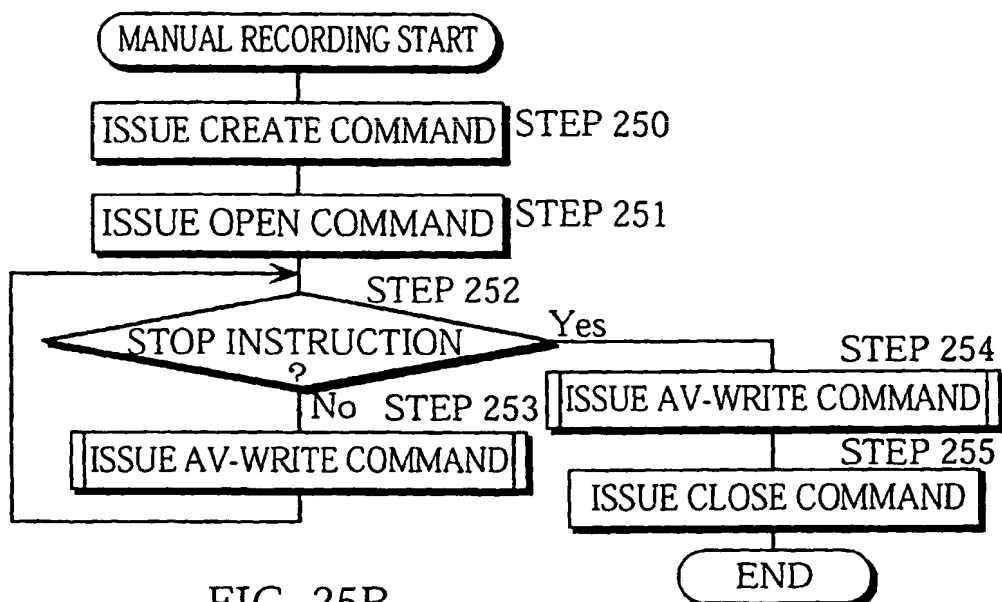 MANUAL RECORDING START
ISSUE CREATE COMMAND
STEP 250
ISSUE OPEN COMMAND
STEP 251
STEP 252
STOP INSTRUCTION
?
Yes
No
STEP 253
ISSUE AV-WRITE COMMAND
STEP 254
ISSUE AV-WRITE COMMAND
STEP 255
ISSUE CLOSE COMMAND
END